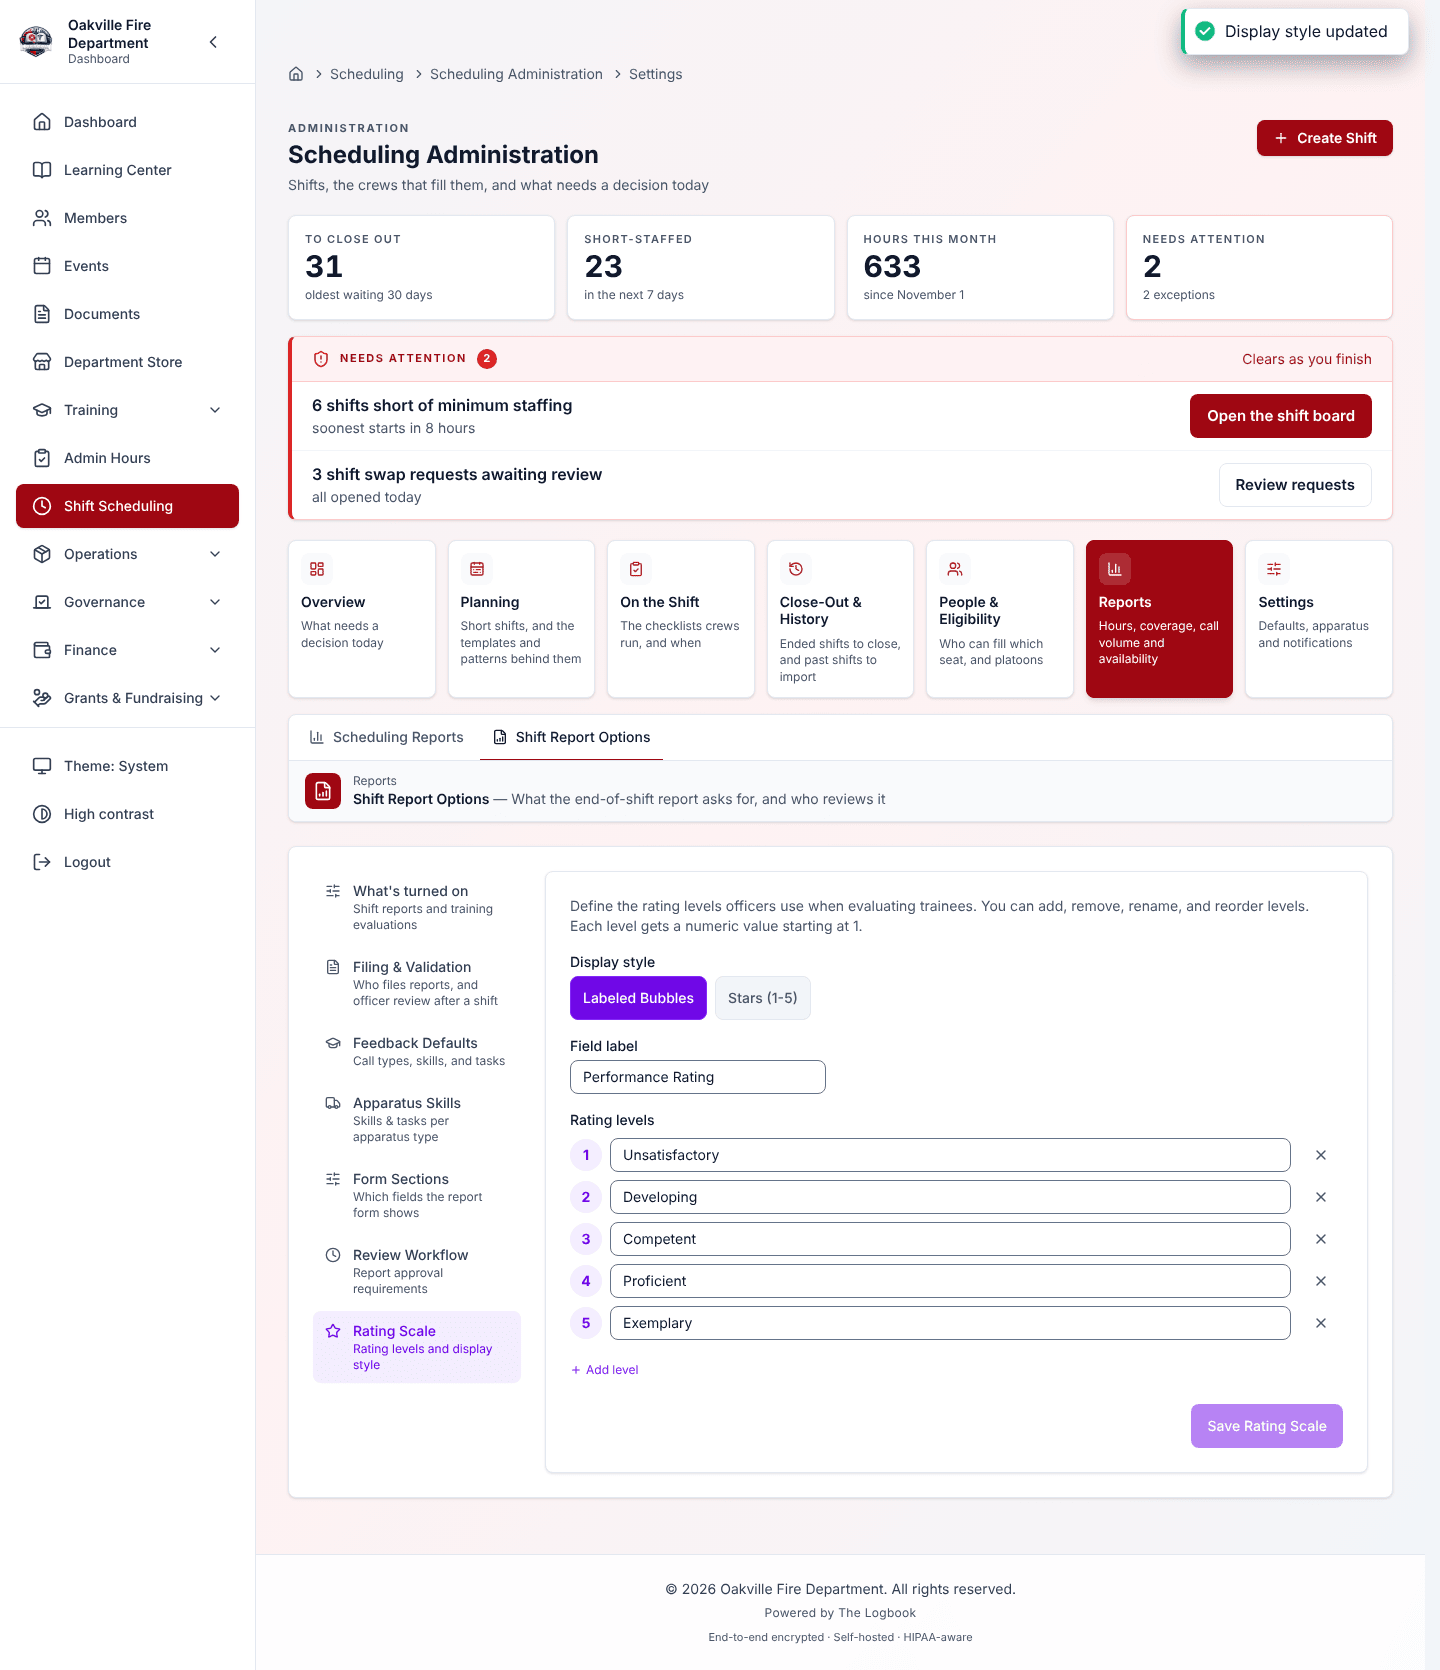 Oakville Fire
Department
Dashboard
Dashboard
Learning Center
Members
Events
Documents
Department Store
Training
Admin Hours
Shift Scheduling
Operations
Governance
Finance
Grants & Fundraising
Theme: System
High contrast
Logout
Display style updated
Scheduling
Scheduling Administration
Settings
ADMINISTRATION
Scheduling Administration
Shifts, the crews that fill them, and what needs a decision today
Create Shift
TO CLOSE OUT
31
oldest waiting 30 days
SHORT-STAFFED
23
in the next 7 days
HOURS THIS MONTH
633
since November 1
NEEDS ATTENTION
2
2 exceptions
NEEDS ATTENTION 2
Clears as you finish
6 shifts short of minimum staffing
soonest starts in 8 hours
Open the shift board
3 shift swap requests awaiting review
all opened today
Review requests
Overview
What needs a
decision today
Planning
Short shifts, and the
templates and
patterns behind them
On the Shift
The checklists crews
run, and when
Close-Out &
History
Ended shifts to close,
and past shifts to
import
People &
Eligibility
Who can fill which
seat, and platoons
Reports
Hours, coverage, call
volume and
availability
Settings
Defaults, apparatus
and notifications
Scheduling Reports
Shift Report Options
Reports
Shift Report Options — What the end-of-shift report asks for, and who reviews it
What's turned on
Shift reports and training
evaluations
Filing & Validation
Who files reports, and
officer review after a shift
Feedback Defaults
Call types, skills, and tasks
Apparatus Skills
Skills & tasks per
apparatus type
Form Sections
Which fields the report
form shows
Review Workflow
Report approval
requirements
Rating Scale
Rating levels and display
style
Define the rating levels officers use when evaluating trainees. You can add, remove, rename, and reorder levels.
Each level gets a numeric value starting at 1.
Display style
Labeled Bubbles
Stars (1-5)
Field label
Performance Rating
Rating levels
1 Unsatisfactory
2 Developing
3 Competent
4 Proficient
5 Exemplary
+ Add level
Save Rating Scale
© 2026 Oakville Fire Department. All rights reserved.
Powered by The Logbook
End-to-end encrypted · Self-hosted · HIPAA-aware